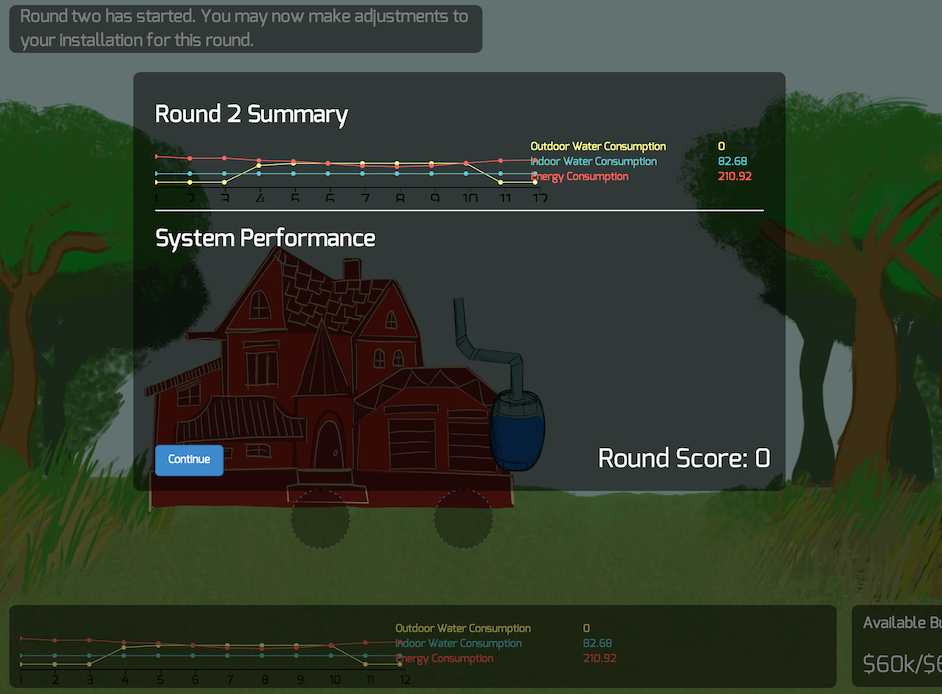 Round two has started. You may now make adjustments to
your installation for this round.
Round 2 Summary
Outdoor Water Consumption 0
Indoor Water Consumption 82.68
Energy Consumption 210.92
1 2 3 4 5 6 7 8 9 10 11 12
System Performance
Continue
Round Score: 0
Outdoor Water Consumption 0
Indoor Water Consumption 82.68
Energy Consumption 210.92
1 2 3 4 5 6 7 8 9 10 11 12
Available Bu
$60k/$6